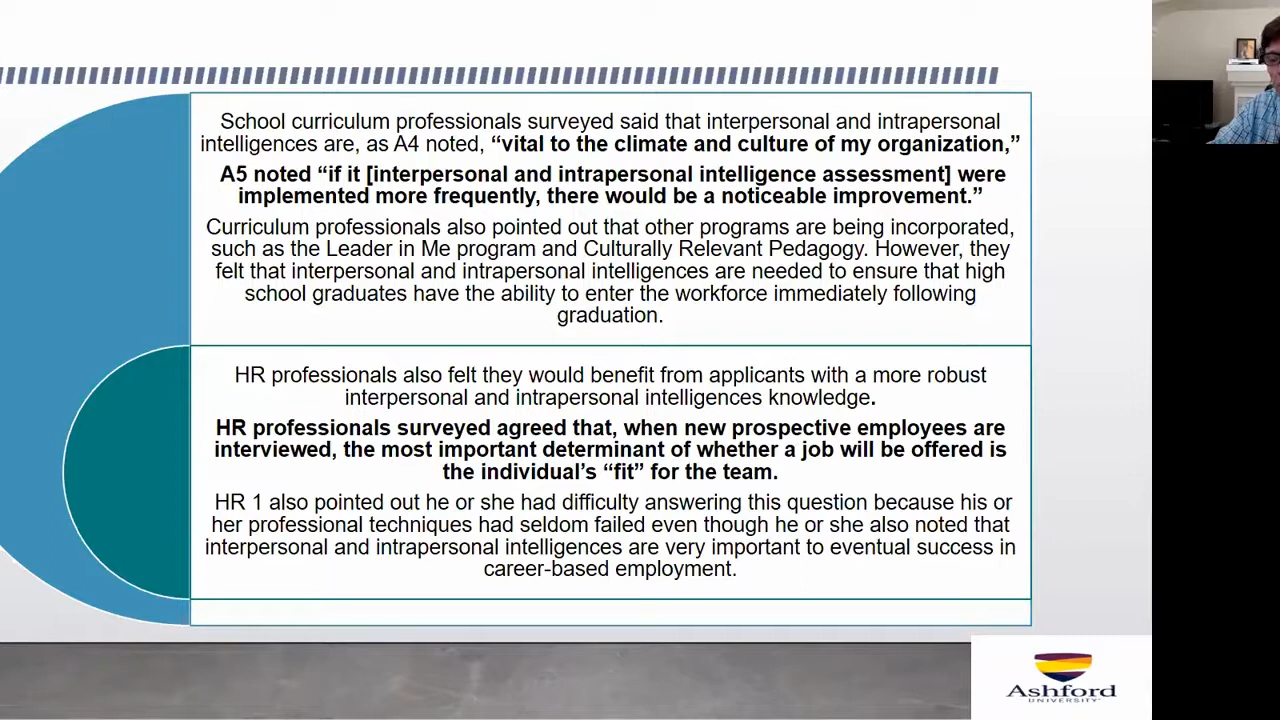 School curriculum professionals surveyed said that interpersonal and intrapersonal
intelligences are, as A4 noted, “vital to the climate and culture of my organization,”
A5 noted “if it [interpersonal and intrapersonal intelligence assessment] were
implemented more frequently, there would be a noticeable improvement.”
Curriculum professionals also pointed out that other programs are being incorporated,
such as the Leader in Me program and Culturally Relevant Pedagogy. However, they
felt that interpersonal and intrapersonal intelligences are needed to ensure that high
school graduates have the ability to enter the workforce immediately following
graduation.
HR professionals also felt they would benefit from applicants with a more robust
interpersonal and intrapersonal intelligences knowledge.
HR professionals surveyed agreed that, when new prospective employees are
interviewed, the most important determinant of whether a job will be offered is
the individual’s “fit” for the team.
HR 1 also pointed out he or she had difficulty answering this question because his or
her professional techniques had seldom failed even though he or she also noted that
interpersonal and intrapersonal intelligences are very important to eventual success in
career-based employment.
Ashford
UNIVERSITY